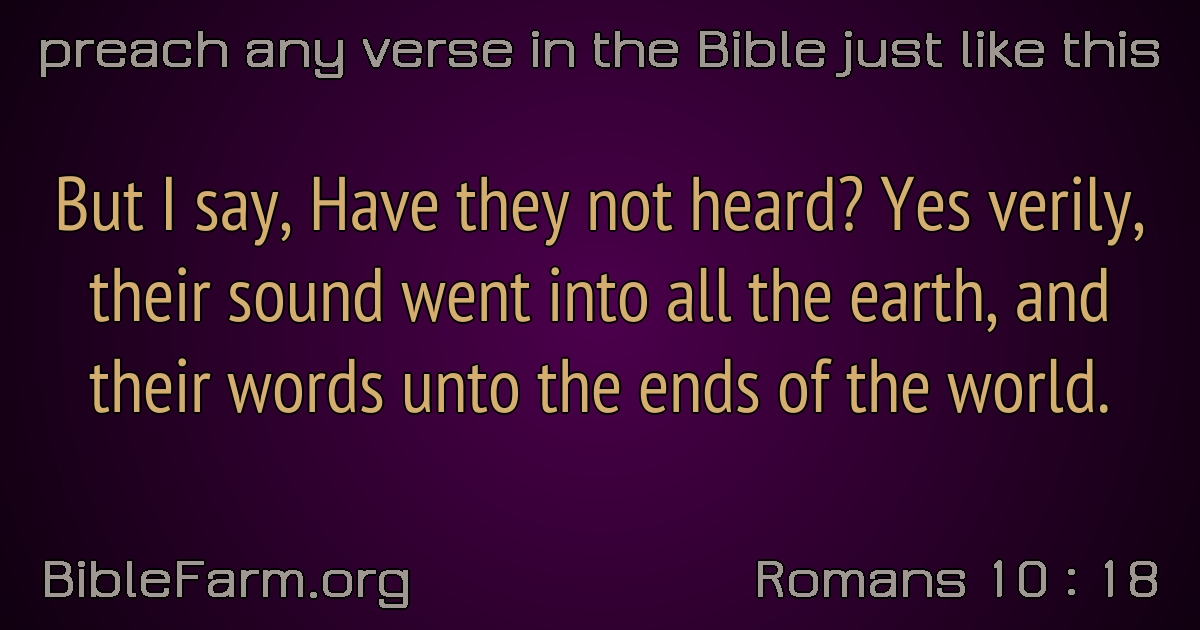 preach any verse in the Bible just like this
But I say, Have they not heard? Yes verily,
their sound went into all the earth, and
their words unto the ends of the world.
BibleFarm.org
Romans 10 : 18